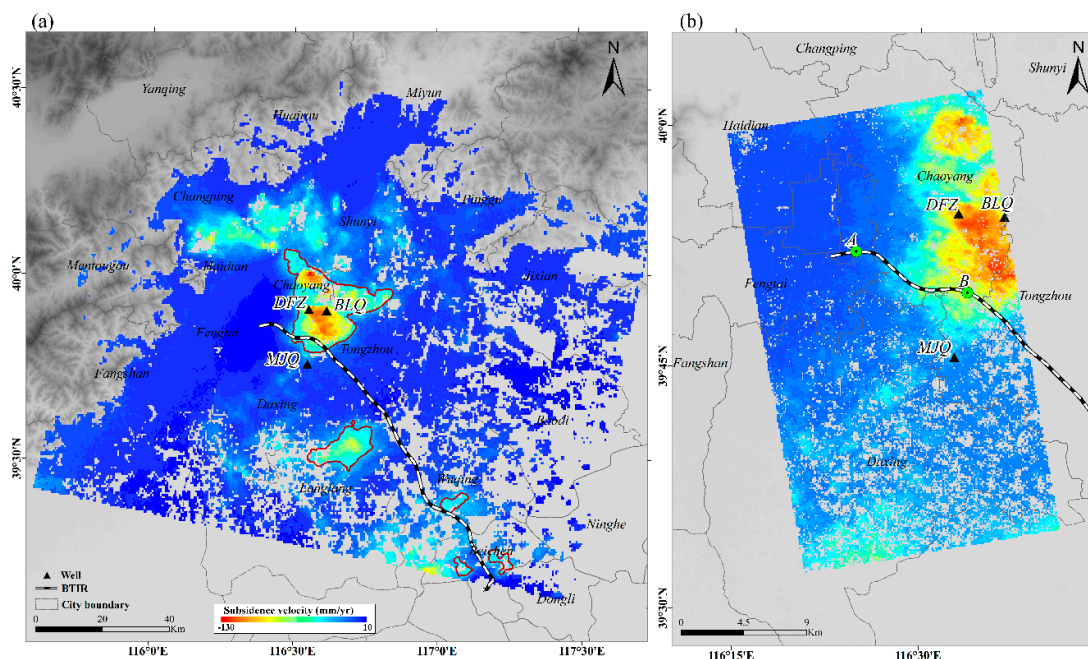 (a)
N
Yanqing
Miyun
Huairou
Changping
Shunyi
Pinggu
Mentougou
Haidian
Jixian
Chaoyang
DFZ
BLQ
Fengtai
Tongzhou
MJQ
Fangshan
Daxing
Baodi
Langfang
Wuqing
Ninghe
Beichen
Dongli
Well
BTIR
City boundary
0 20 40
Km
Subsidence velocity (mm/yr)
-130 10
40°30'N
40°0'N
39°30'N
116°0'E
116°30'E
117°0'E
117°30'E
(b)
N
Changping
Shunyi
Haidian
Chaoyang
DFZ
BLQ
A
Fengtai
B
Tongzhou
MJQ
Fangshan
Daxing
0 4.5 9
Km
40°0'N
39°45'N
39°30'N
116°15'E
116°30'E